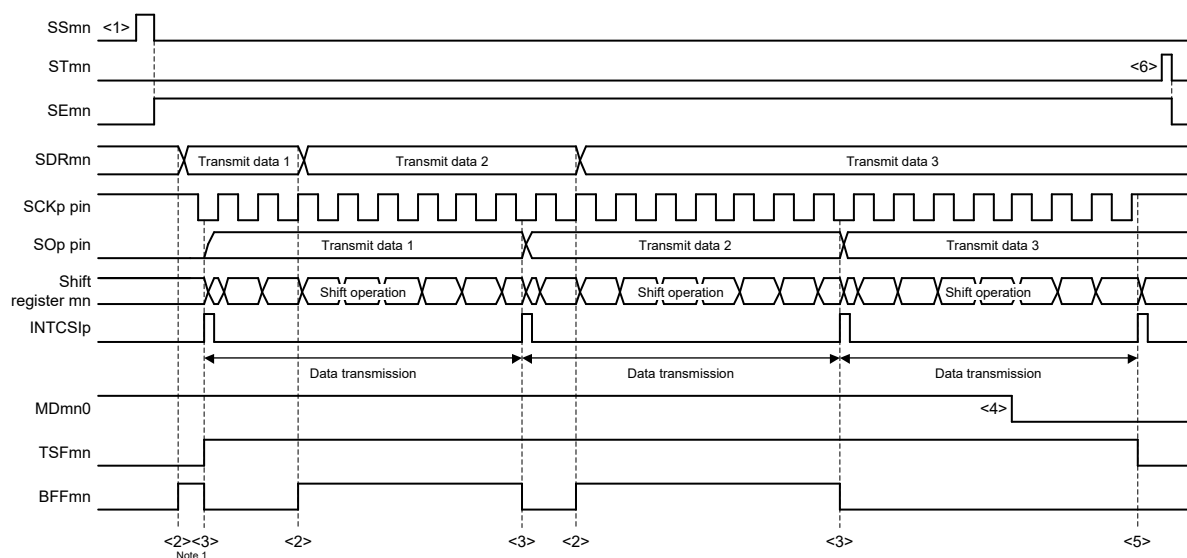 SSmn <1>
STmn <6>
SEmn
SDRmn Transmit data 1 Transmit data 2 Transmit data 3
SCKp pin
SOp pin Transmit data 1 Transmit data 2 Transmit data 3
Shift
register mn Shift operation Shift operation Shift operation
INTCSIp
Data transmission Data transmission Data transmission
MDmn0 <4>
TSFmn
BFFmn
<2> <3> <2> <3> <2> <3> <5>
Note 1